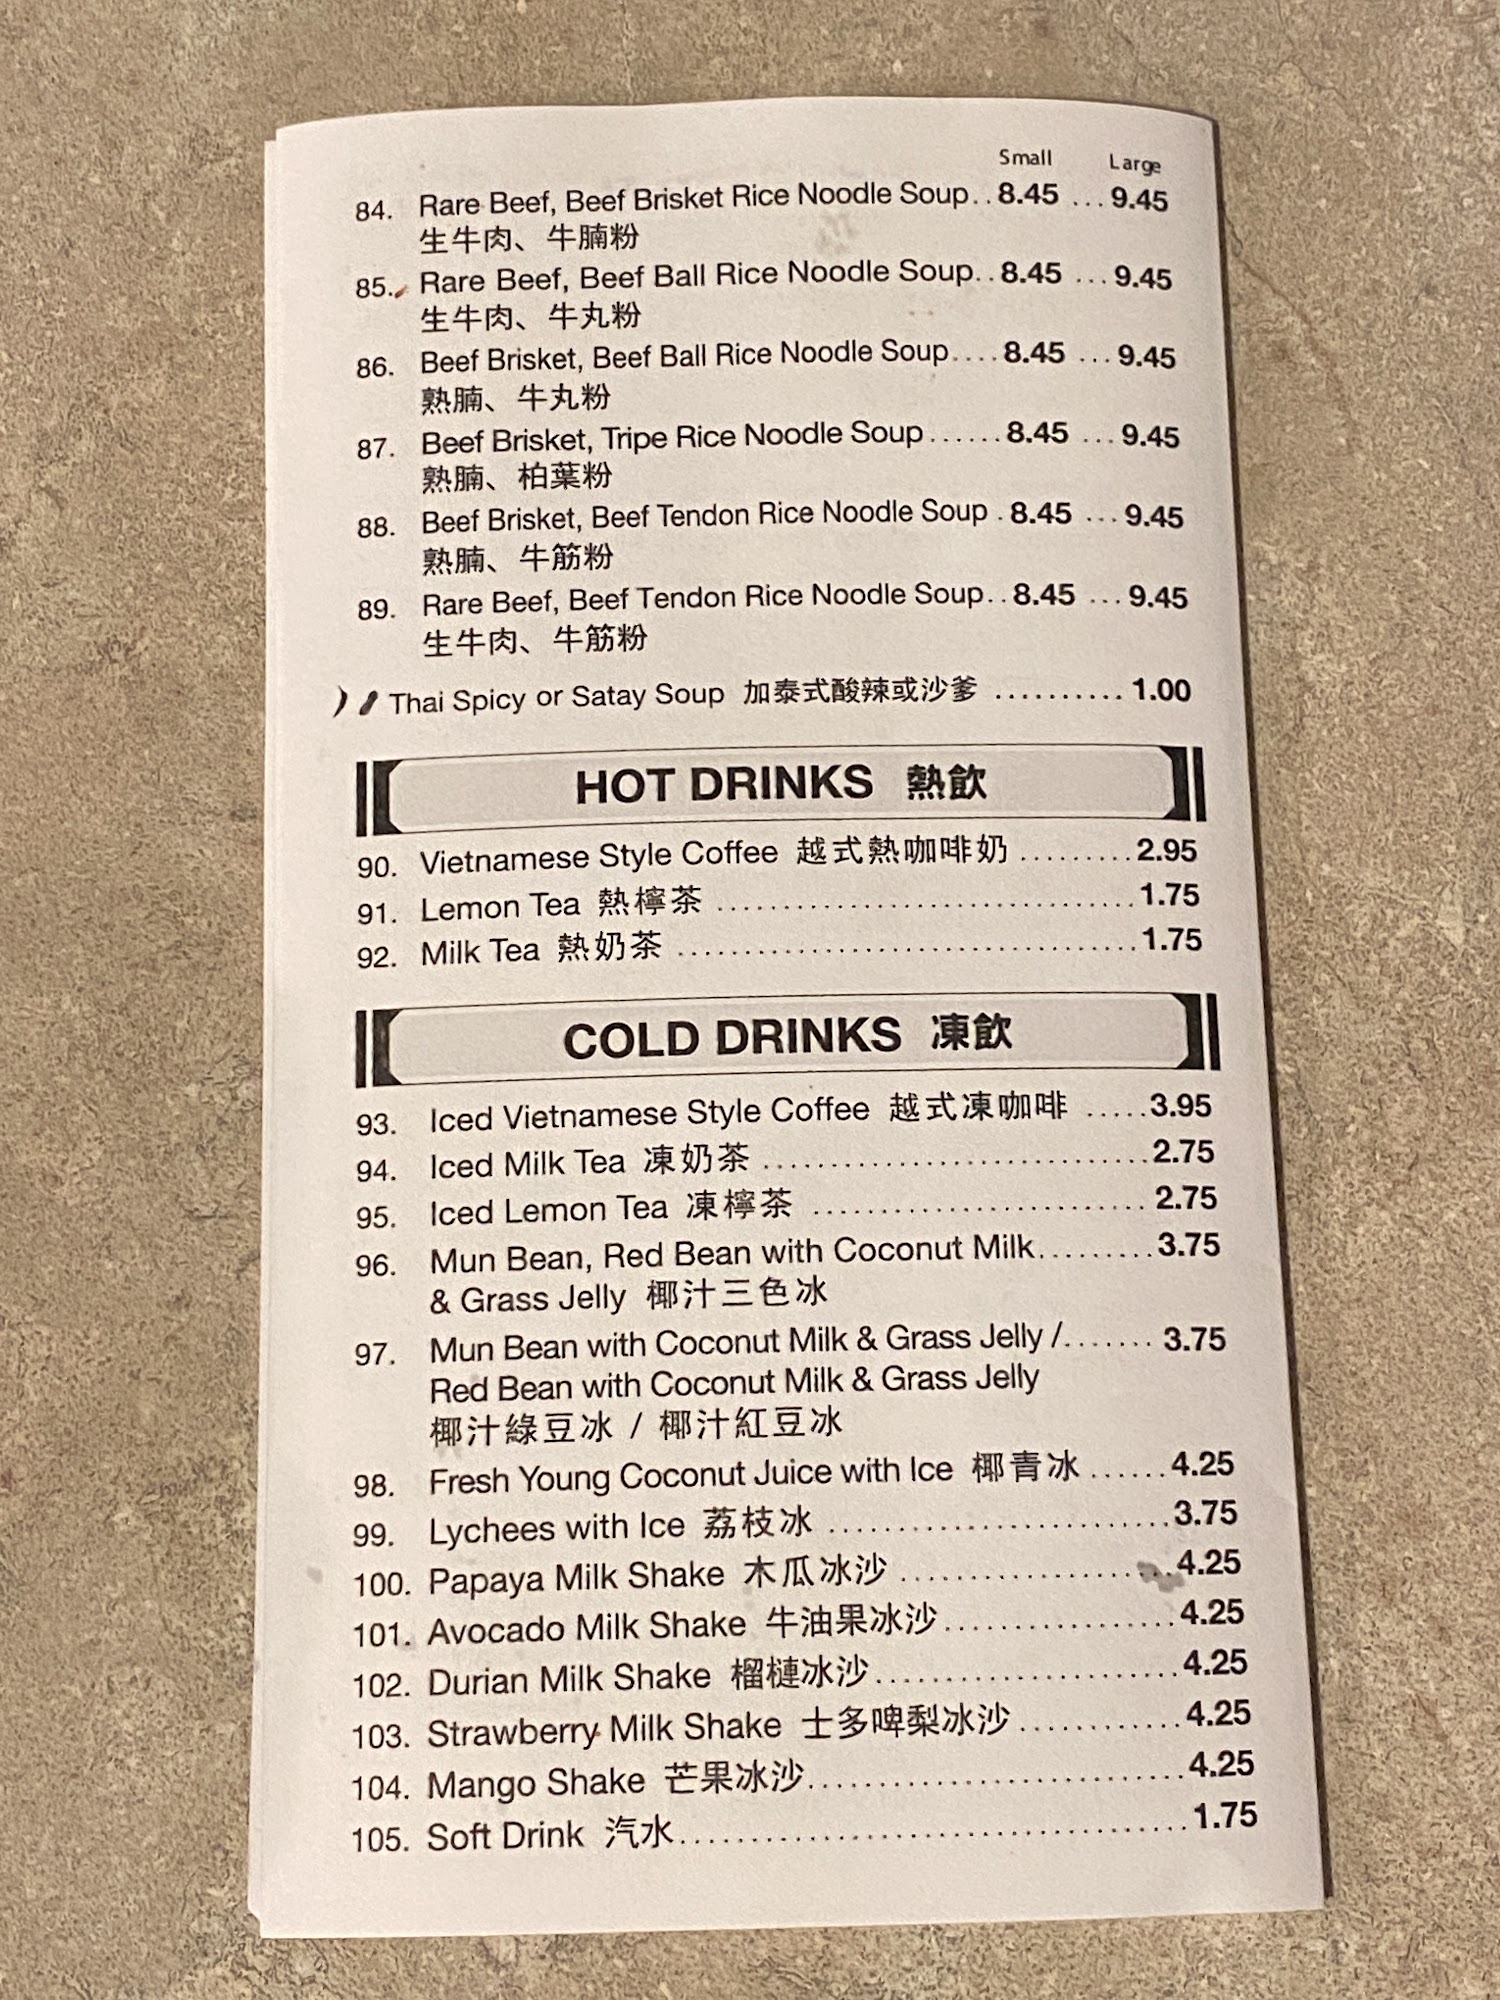 Small Large
84. Rare Beef, Beef Brisket Rice Noodle Soup..8.45 ...9.45
生牛肉、牛腩粉
85. Rare Beef, Beef Ball Rice Noodle Soup..8.45 ...9.45
生牛肉、牛丸粉
86. Beef Brisket, Beef Ball Rice Noodle Soup....8.45 ...9.45
熟腩、牛丸粉
87. Beef Brisket, Tripe Rice Noodle Soup......8.45 ...9.45
熟腩、柏葉粉
88. Beef Brisket, Beef Tendon Rice Noodle Soup .8.45 ...9.45
熟腩、牛筋粉
89. Rare Beef, Beef Tendon Rice Noodle Soup..8.45 ...9.45
生牛肉、牛筋粉
Thai Spicy or Satay Soup 加泰式酸辣或沙爹 ..........1.00
HOT DRINKS 熱飲
90. Vietnamese Style Coffee 越式熱咖啡奶 .........2.95
91. Lemon Tea 熱檸茶 ................................1.75
92. Milk Tea 熱奶茶 ...................................1.75
COLD DRINKS 凍飲
93. Iced Vietnamese Style Coffee 越式凍咖啡 .....3.95
94. Iced Milk Tea 凍奶茶 .............................2.75
95. Iced Lemon Tea 凍檸茶 ......................... 2.75
96. Mun Bean, Red Bean with Coconut Milk.........3.75
& Grass Jelly 椰汁三色冰
97. Mun Bean with Coconut Milk & Grass Jelly /....... 3.75
Red Bean with Coconut Milk & Grass Jelly
椰汁綠豆冰 / 椰汁紅豆冰
98. Fresh Young Coconut Juice with Ice 椰青冰 ......4.25
99. Lychees with Ice 荔枝冰 .........................3.75
100. Papaya Milk Shake 木瓜冰沙 ....................4.25
101. Avocado Milk Shake 牛油果冰沙.................4.25
102. Durian Milk Shake 榴槤冰沙......................4.25
103. Strawberry Milk Shake 士多啤梨冰沙............4.25
104. Mango Shake 芒果冰沙...........................4.25
105. Soft Drink 汽水.....................................1.75